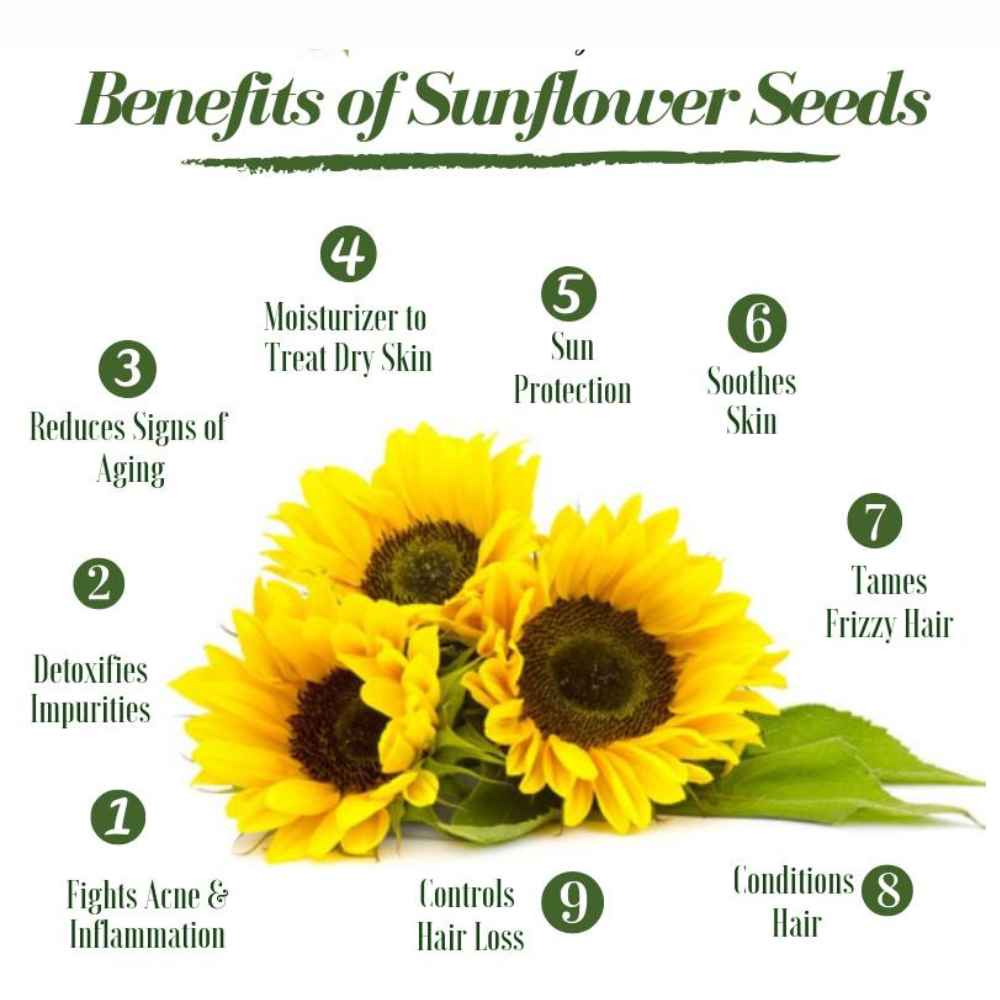 Benefits of Sunflower Seeds
1
Fights Acne &
Inflammation
2
Detoxifies
Impurities
3
Reduces Signs of
Aging
4
Moisturizer to
Treat Dry Skin
5
Sun
Protection
6
Soothes
Skin
7
Tames
Frizzy Hair
8
Conditions
Hair
9
Controls
Hair Loss